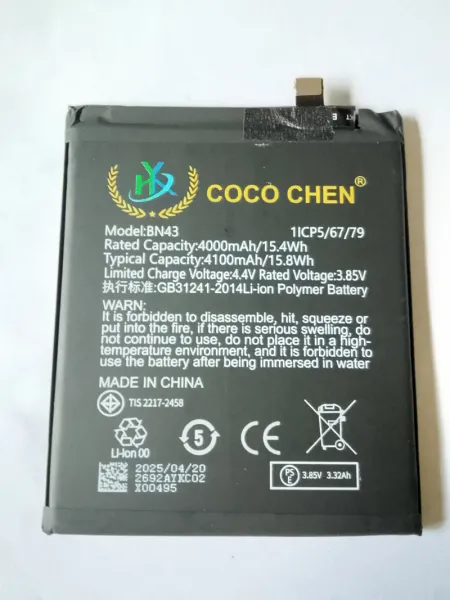 HYX
COCO CHEN®
Model:BN43 1ICP5/67/79
Rated Capacity:4000mAh/15.4Wh
Typical Capacity:4100mAh/15.8Wh
Limited Charge Voltage:4.4V Rated Voltage:3.85V
执行标准:GB31241-2014Li-ion Polymer Battery
WARN:
It is forbidden to disassemble, hit, squeeze or
put into the fire, if there is serious swelling, do
not continue to use, do not place it in a high-
temperature environment, and it is forbidden to
use the battery after being immersed in water
MADE IN CHINA
TIS 2217-2458
Li-ion 00
5
CE
PS
E
3.85V 3.32Ah
2025/04/20
2692AYKC02
X00495